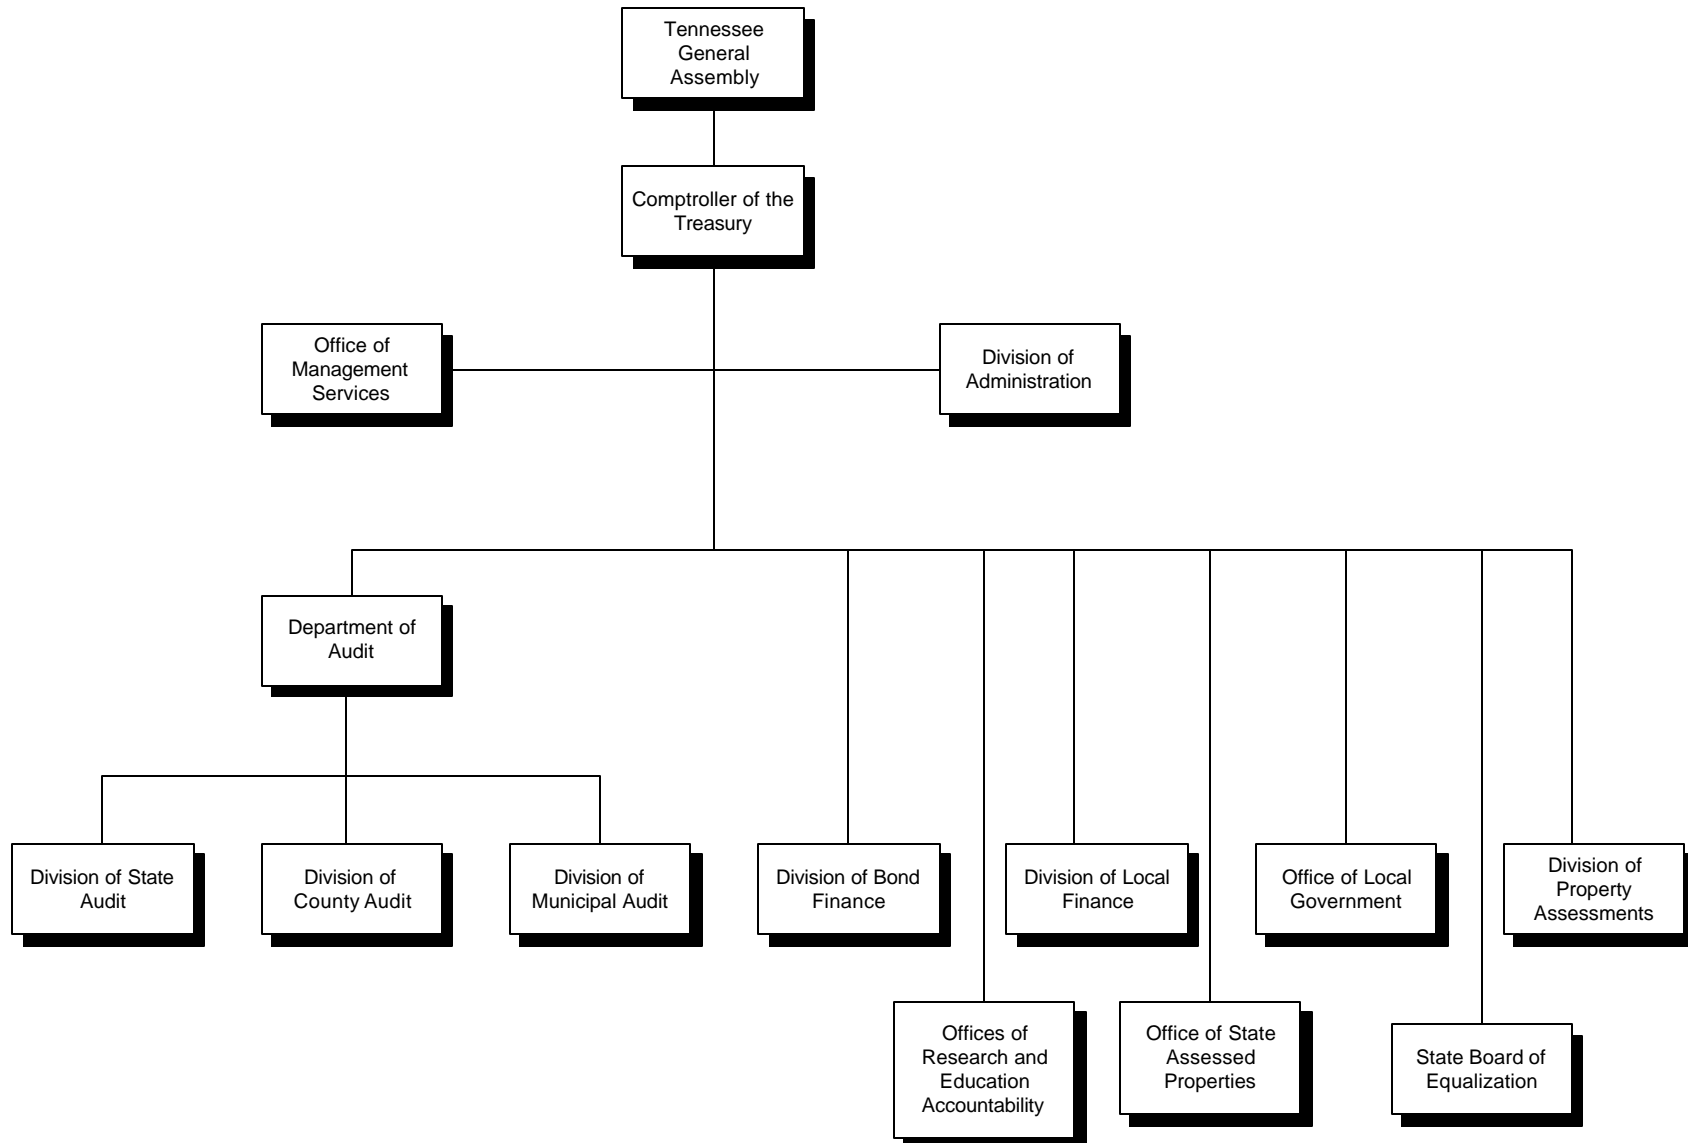 Tennessee
General
Assembly
Comptroller of the
Treasury
Office of
Management
Services
Division of
Administration
Department of
Audit
Division of State
Audit
Division of
County Audit
Division of
Municipal Audit
Division of Bond
Finance
Division of Local
Finance
Office of Local
Government
Division of
Property
Assessments
Offices of
Research and
Education
Accountability
Office of State
Assessed
Properties
State Board of
Equalization